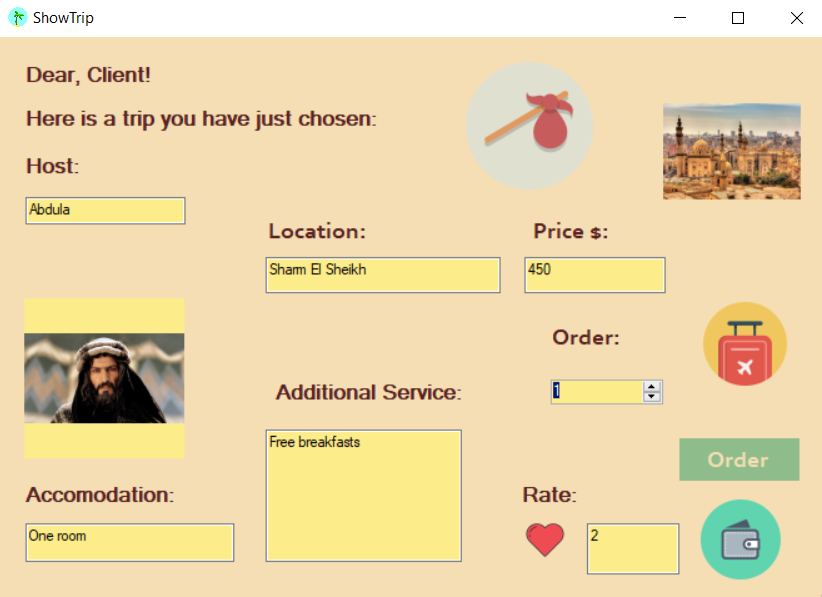 ShowTrip
Dear, Client!
Here is a trip you have just chosen:
Host:
Abdula
Location:
Price $:
Sharm El Sheikh
450
Order:
1
Additional Service:
Free breakfasts
Order
Accomodation:
Rate:
One room
2